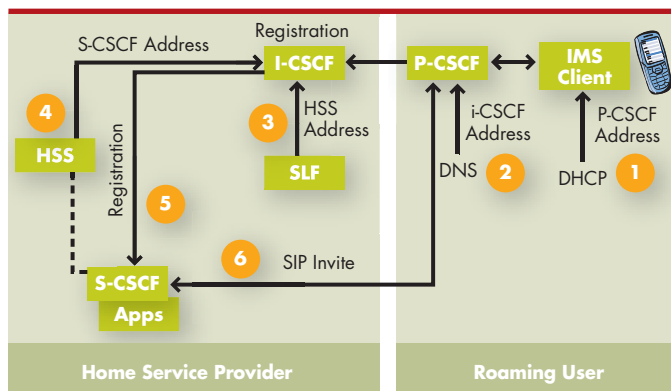 S-CSCF Address
Registration
I-CSCF
P-CSCF
IMS
Client
4
3
HSS
Address
i-CSCF
Address
P-CSCF
Address
HSS
SLF
DNS
2
DHCP
1
Registration
5
6
SIP Invite
S-CSCF
Apps
Home Service Provider
Roaming User